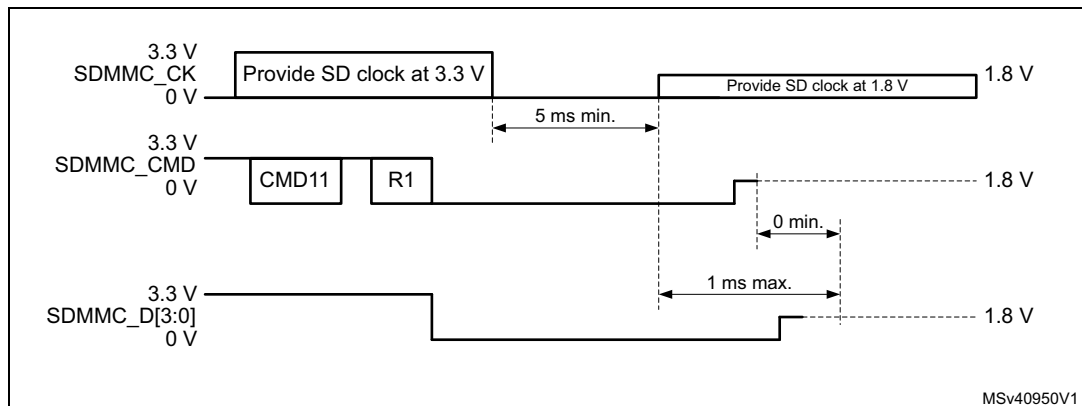 3.3 V
SDMMC_CK
0 V
Provide SD clock at 3.3 V
Provide SD clock at 1.8 V
1.8 V
5 ms min.
3.3 V
SDMMC_CMD
0 V
CMD11
R1
1.8 V
0 min.
1 ms max.
3.3 V
SDMMC_D[3:0]
0 V
1.8 V
MSv40950V1